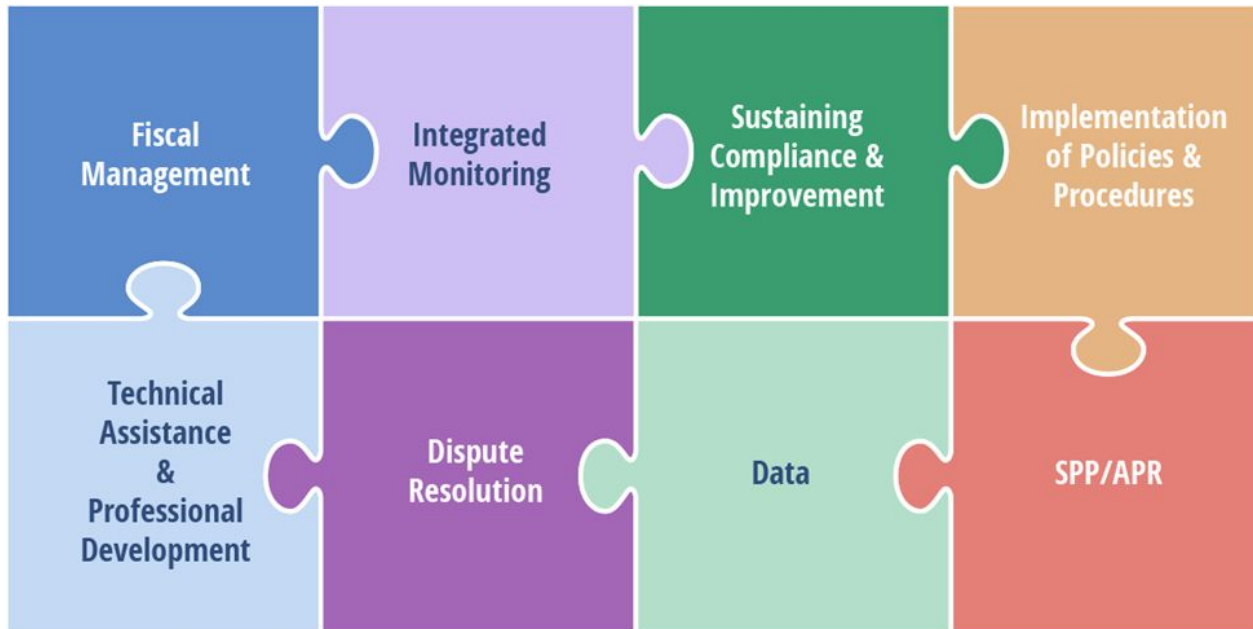 Fiscal
Management
Integrated
Monitoring
Sustaining
Compliance &
Improvement
Implementation
of Policies &
Procedures
Technical
Assistance
&
Professional
Development
Dispute
Resolution
Data
SPP/APR